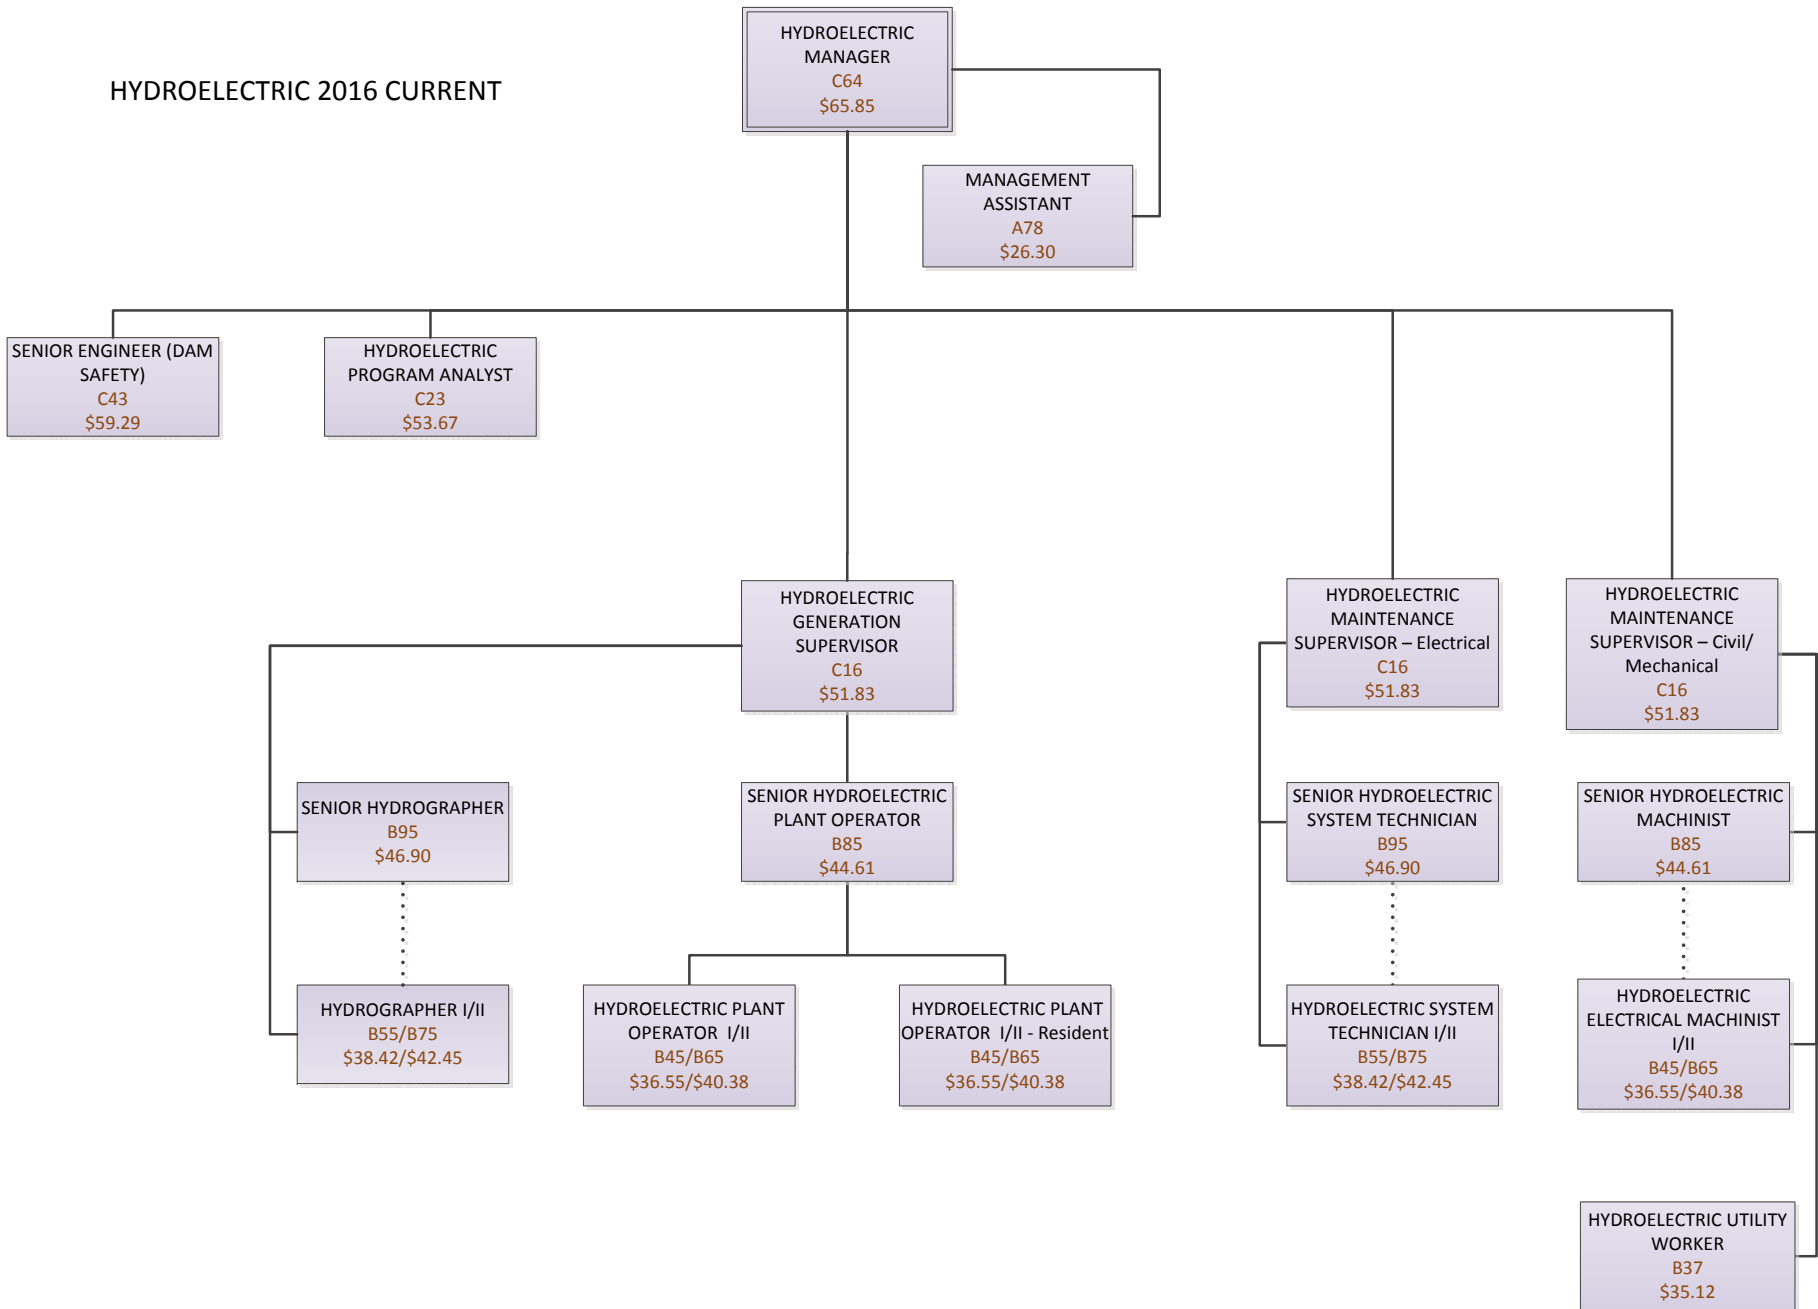 HYDROELECTRIC 2016 CURRENT
HYDROELECTRIC
MANAGER
C64
$65.85
MANAGEMENT
ASSISTANT
A78
$26.30
SENIOR ENGINEER (DAM
SAFETY)
C43
$59.29
HYDROELECTRIC
PROGRAM ANALYST
C23
$53.67
HYDROELECTRIC
GENERATION
SUPERVISOR
C16
$51.83
HYDROELECTRIC
MAINTENANCE
SUPERVISOR – Electrical
C16
$51.83
HYDROELECTRIC
MAINTENANCE
SUPERVISOR – Civil/
Mechanical
C16
$51.83
SENIOR HYDROGRAPHER
B95
$46.90
SENIOR HYDROELECTRIC
PLANT OPERATOR
B85
$44.61
SENIOR HYDROELECTRIC
SYSTEM TECHNICIAN
B95
$46.90
SENIOR HYDROELECTRIC
MACHINIST
B85
$44.61
HYDROGRAPHER I/II
B55/B75
$38.42/$42.45
HYDROELECTRIC PLANT
OPERATOR I/II
B45/B65
$36.55/$40.38
HYDROELECTRIC PLANT
OPERATOR I/II - Resident
B45/B65
$36.55/$40.38
HYDROELECTRIC SYSTEM
TECHNICIAN I/II
B55/B75
$38.42/$42.45
HYDROELECTRIC
ELECTRICAL MACHINIST
I/II
B45/B65
$36.55/$40.38
HYDROELECTRIC UTILITY
WORKER
B37
$35.12